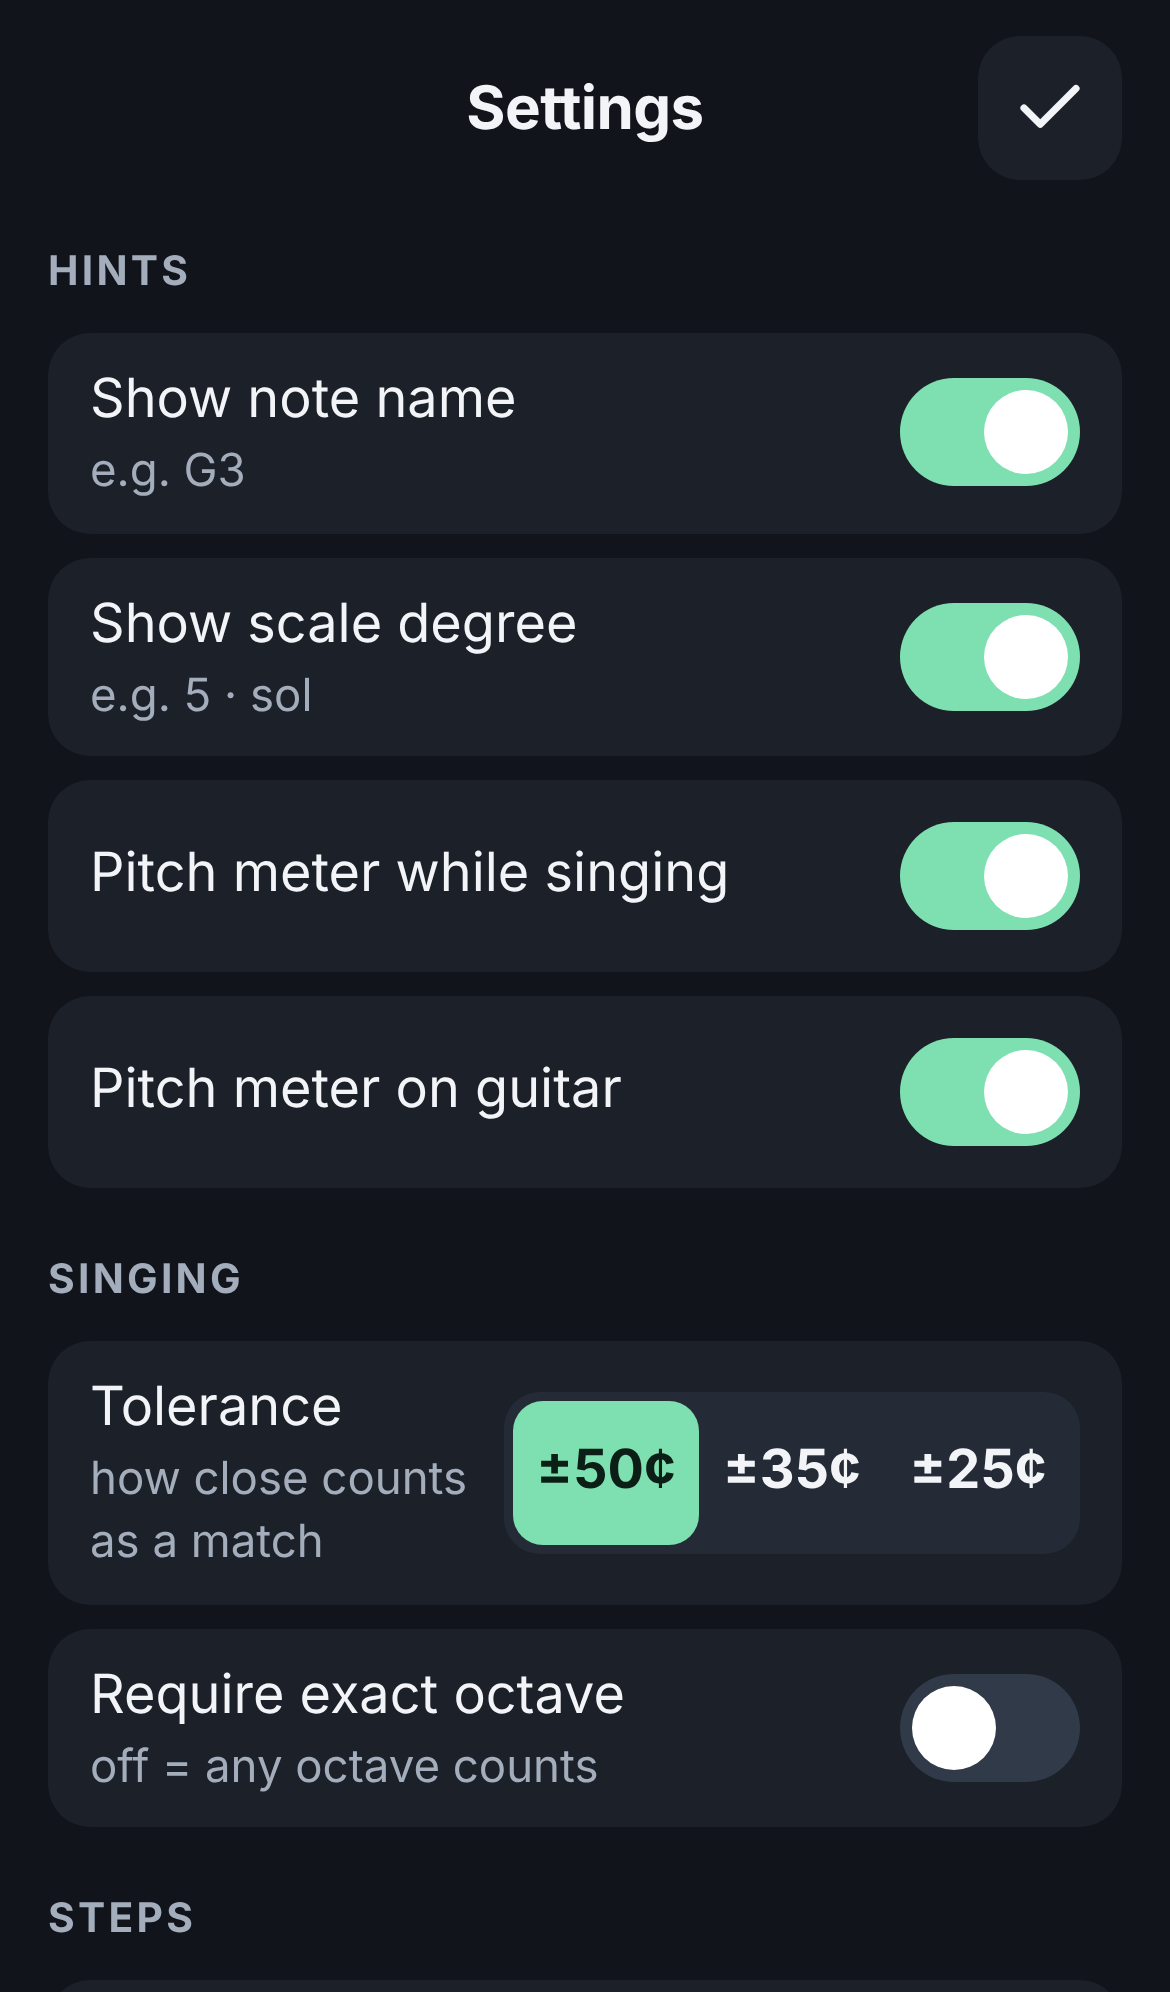 Settings
HINTS
Show note name
e.g. G3
Show scale degree
e.g. 5 · sol
Pitch meter while singing
Pitch meter on guitar
SINGING
Tolerance
how close counts
as a match
±50¢ ±35¢ ±25¢
Require exact octave
off = any octave counts
STEPS